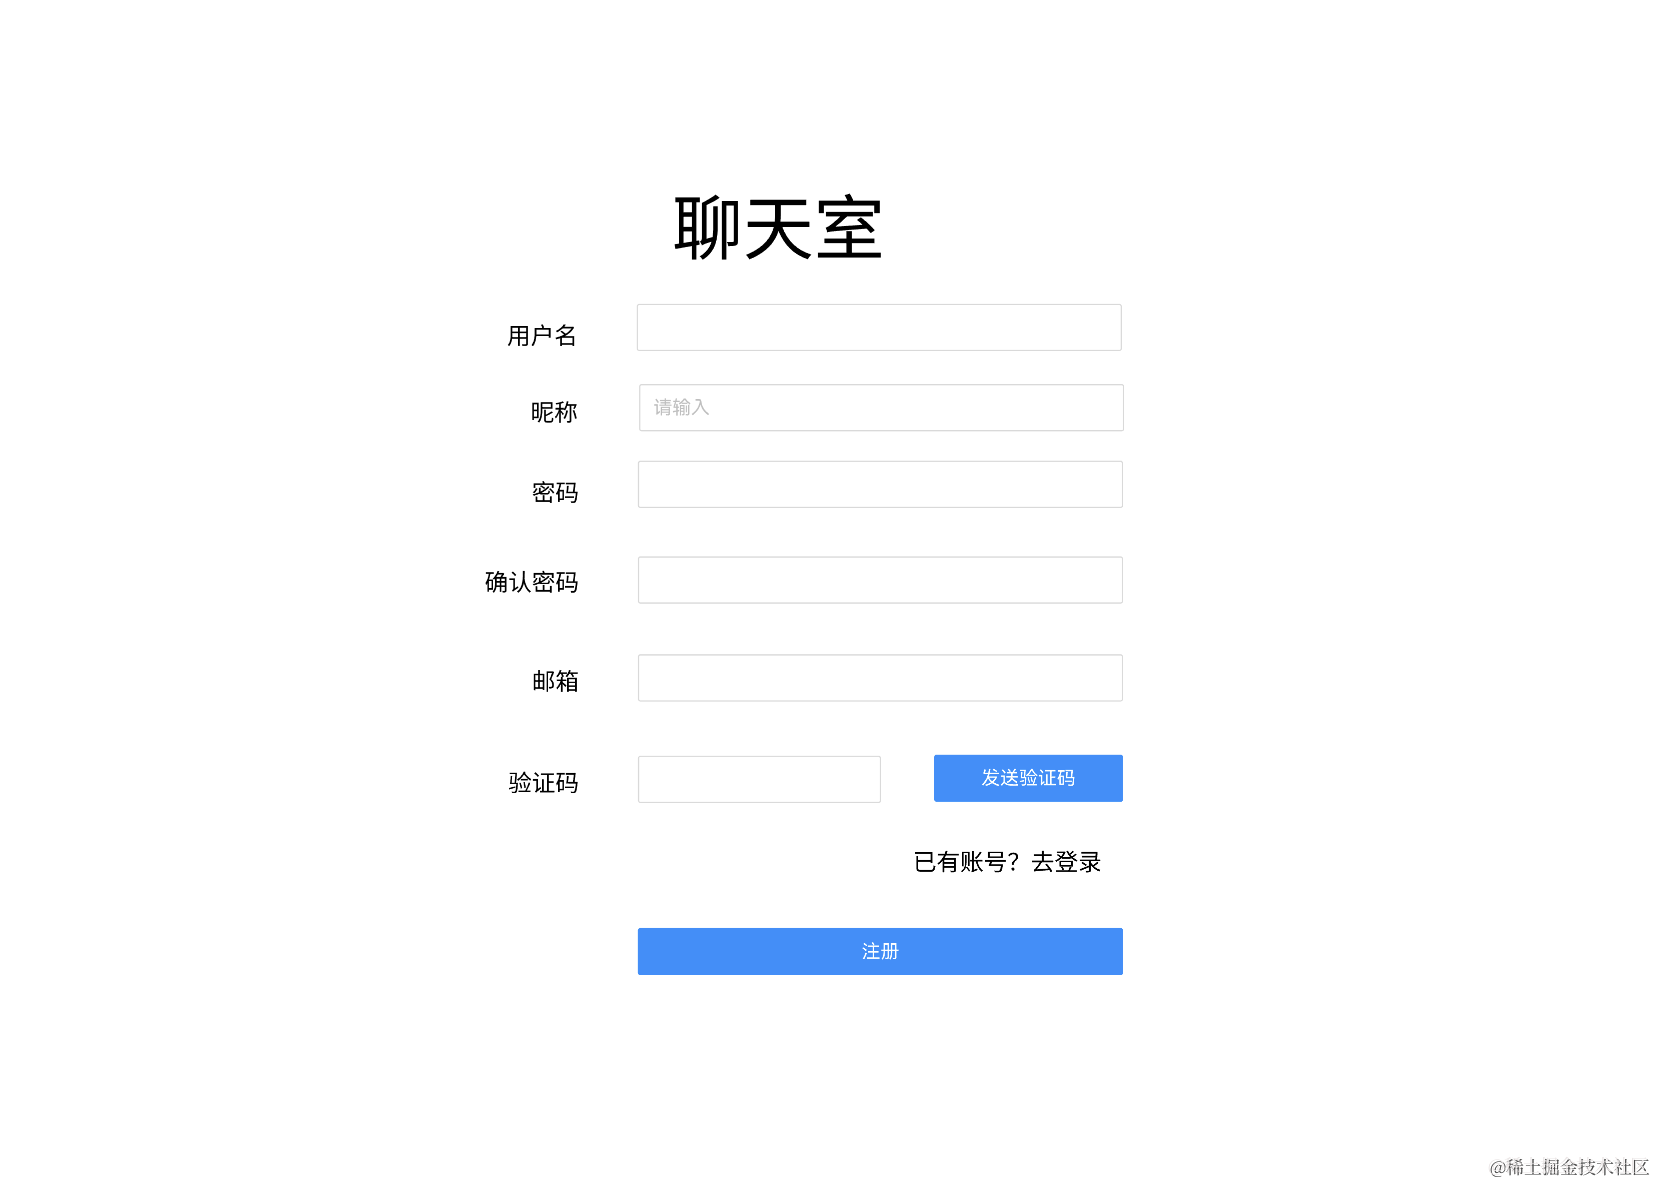 聊天室
用户名
昵称 请输入
密码
确认密码
邮箱
验证码 发送验证码
已有账号？去登录
注册
@稀土掘金技术社区